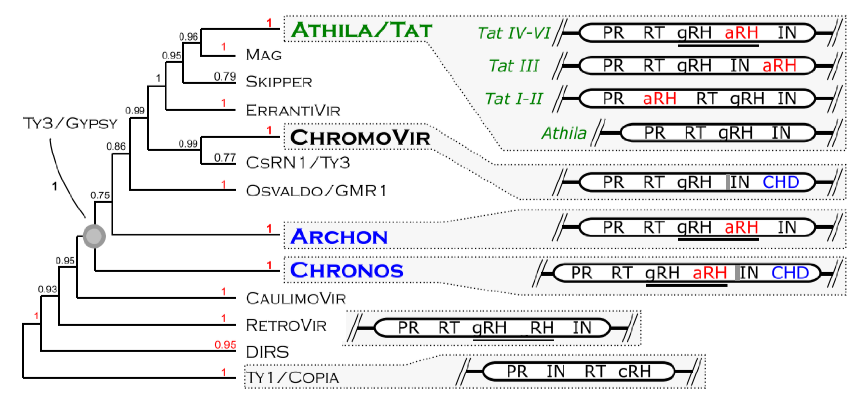 1 ATHILA/TAT Tat IV-VI PR RT gRH aRH IN
0.96
1 MAG
0.95
Tat III PR RT gRH IN aRH
1 0.79 SKIPPER
Tat I-II PR aRH RT gRH IN
0.99 1 ERRANTIVIR
TY3/GYPSY
1 CHROMOVIR Athila PR RT gRH IN
0.99
0.86 0.77 CSRN1/TY3
1 OSVALDO/GMR1 PR RT gRH IN CHD
1
0.75
1 ARCHON PR RT gRH aRH IN
0.95
1 CHRONOS PR RT gRH aRH IN CHD
0.93 1 CAULIMOVIR
1 1 RETROVIR PR RT gRH RH IN
0.95 DIRS
1 TY1/COPIA PR IN RT cRH